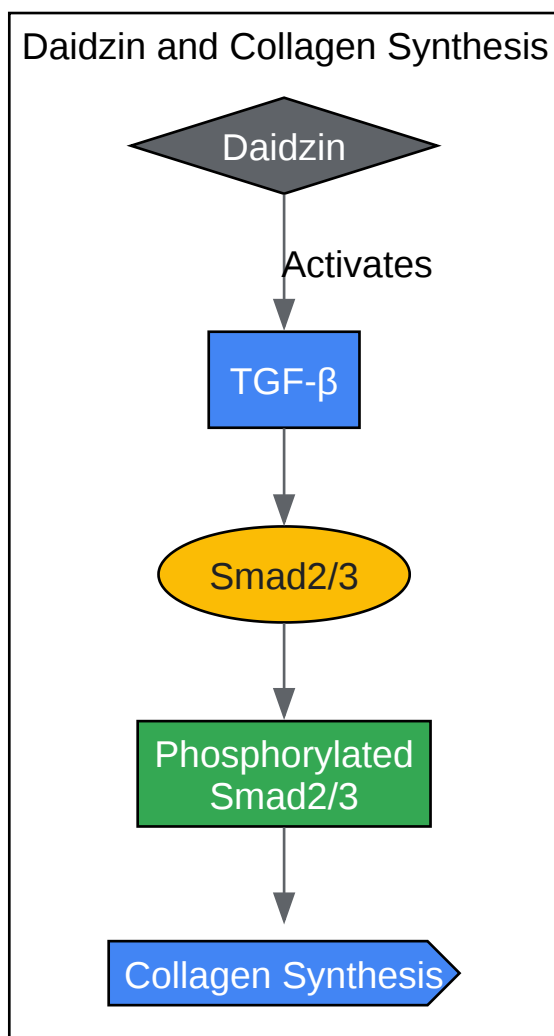 Daidzin and Collagen Synthesis
Daidzin
Activates
TGF-β
Smad2/3
Phosphorylated
Smad2/3
Collagen Synthesis